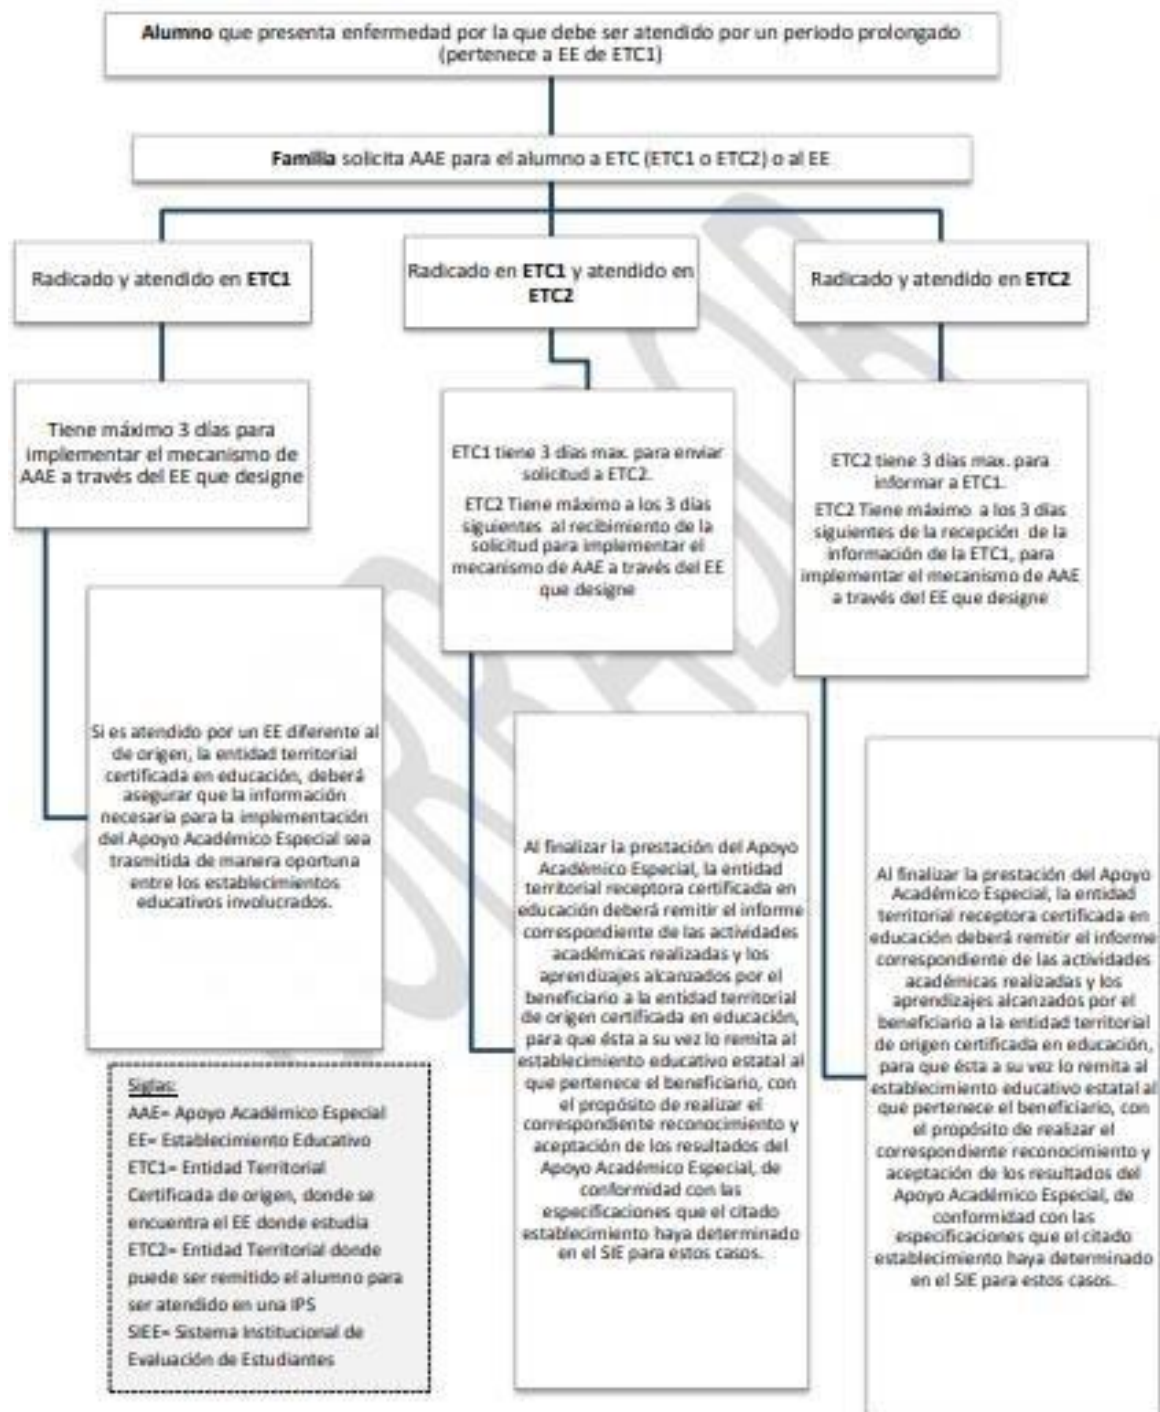 Alumno que presenta enfermedad por la que debe ser atendido por un periodo prolongado
(pertenece a EE de ETC1)
Familia solicita AAE para el alumno a ETC (ETC1 o ETC2) o al EE
Radicado y atendido en ETC1
Radicado en ETC1 y atendido en
ETC2
Radicado y atendido en ETC2
Tiene máximo 3 días para
implementar el mecanismo de
AAE a través del EE que designe
ETC1 tiene 3 días max. para enviar
solicitud a ETC2.
ETC2 Tiene máximo a los 3 días
siguientes al recibimiento de la
solicitud para implementar el
mecanismo de AAE a través del EE
que designe
ETC2 tiene 3 días max. para
informar a ETC1.
ETC2 Tiene máximo a los 3 días
siguientes de la recepción de la
información de la ETC1, para
implementar el mecanismo de AAE
a través del EE que designe
Si es atendido por un EE diferente al
de origen, la entidad territorial
certificada en educación, deberá
asegurar que la información
necesaria para la implementación
del Apoyo Académico Especial sea
trasmitida de manera oportuna
entre los establecimientos
educativos involucrados.
Al finalizar la prestación del Apoyo
Académico Especial, la entidad
territorial receptora certificada en
educación deberá remitir el informe
correspondiente de las actividades
académicas realizadas y los
aprendizajes alcanzados por el
beneficiario a la entidad territorial
de origen certificada en educación,
para que ésta a su vez lo remita al
establecimiento educativo estatal al
que pertenece el beneficiario, con
el propósito de realizar el
correspondiente reconocimiento y
aceptación de los resultados del
Apoyo Académico Especial, de
conformidad con las
especificaciones que el citado
establecimiento haya determinado
en el SIE para estos casos.
Al finalizar la prestación del Apoyo
Académico Especial, la entidad
territorial receptora certificada en
educación deberá remitir el informe
correspondiente de las actividades
académicas realizadas y los
aprendizajes alcanzados por el
beneficiario a la entidad territorial
de origen certificada en educación,
para que ésta a su vez lo remita al
establecimiento educativo estatal al
que pertenece el beneficiario, con
el propósito de realizar el
correspondiente reconocimiento y
aceptación de los resultados del
Apoyo Académico Especial, de
conformidad con las
especificaciones que el citado
establecimiento haya determinado
en el SIE para estos casos.
Siglas:
AAE= Apoyo Académico Especial
EE= Establecimiento Educativo
ETC1= Entidad Territorial
Certificada de origen, donde se
encuentra el EE donde estudia
ETC2= Entidad Territorial donde
puede ser remitido el alumno para
ser atendido en una IPS
SIEE= Sistema Institucional de
Evaluación de Estudiantes